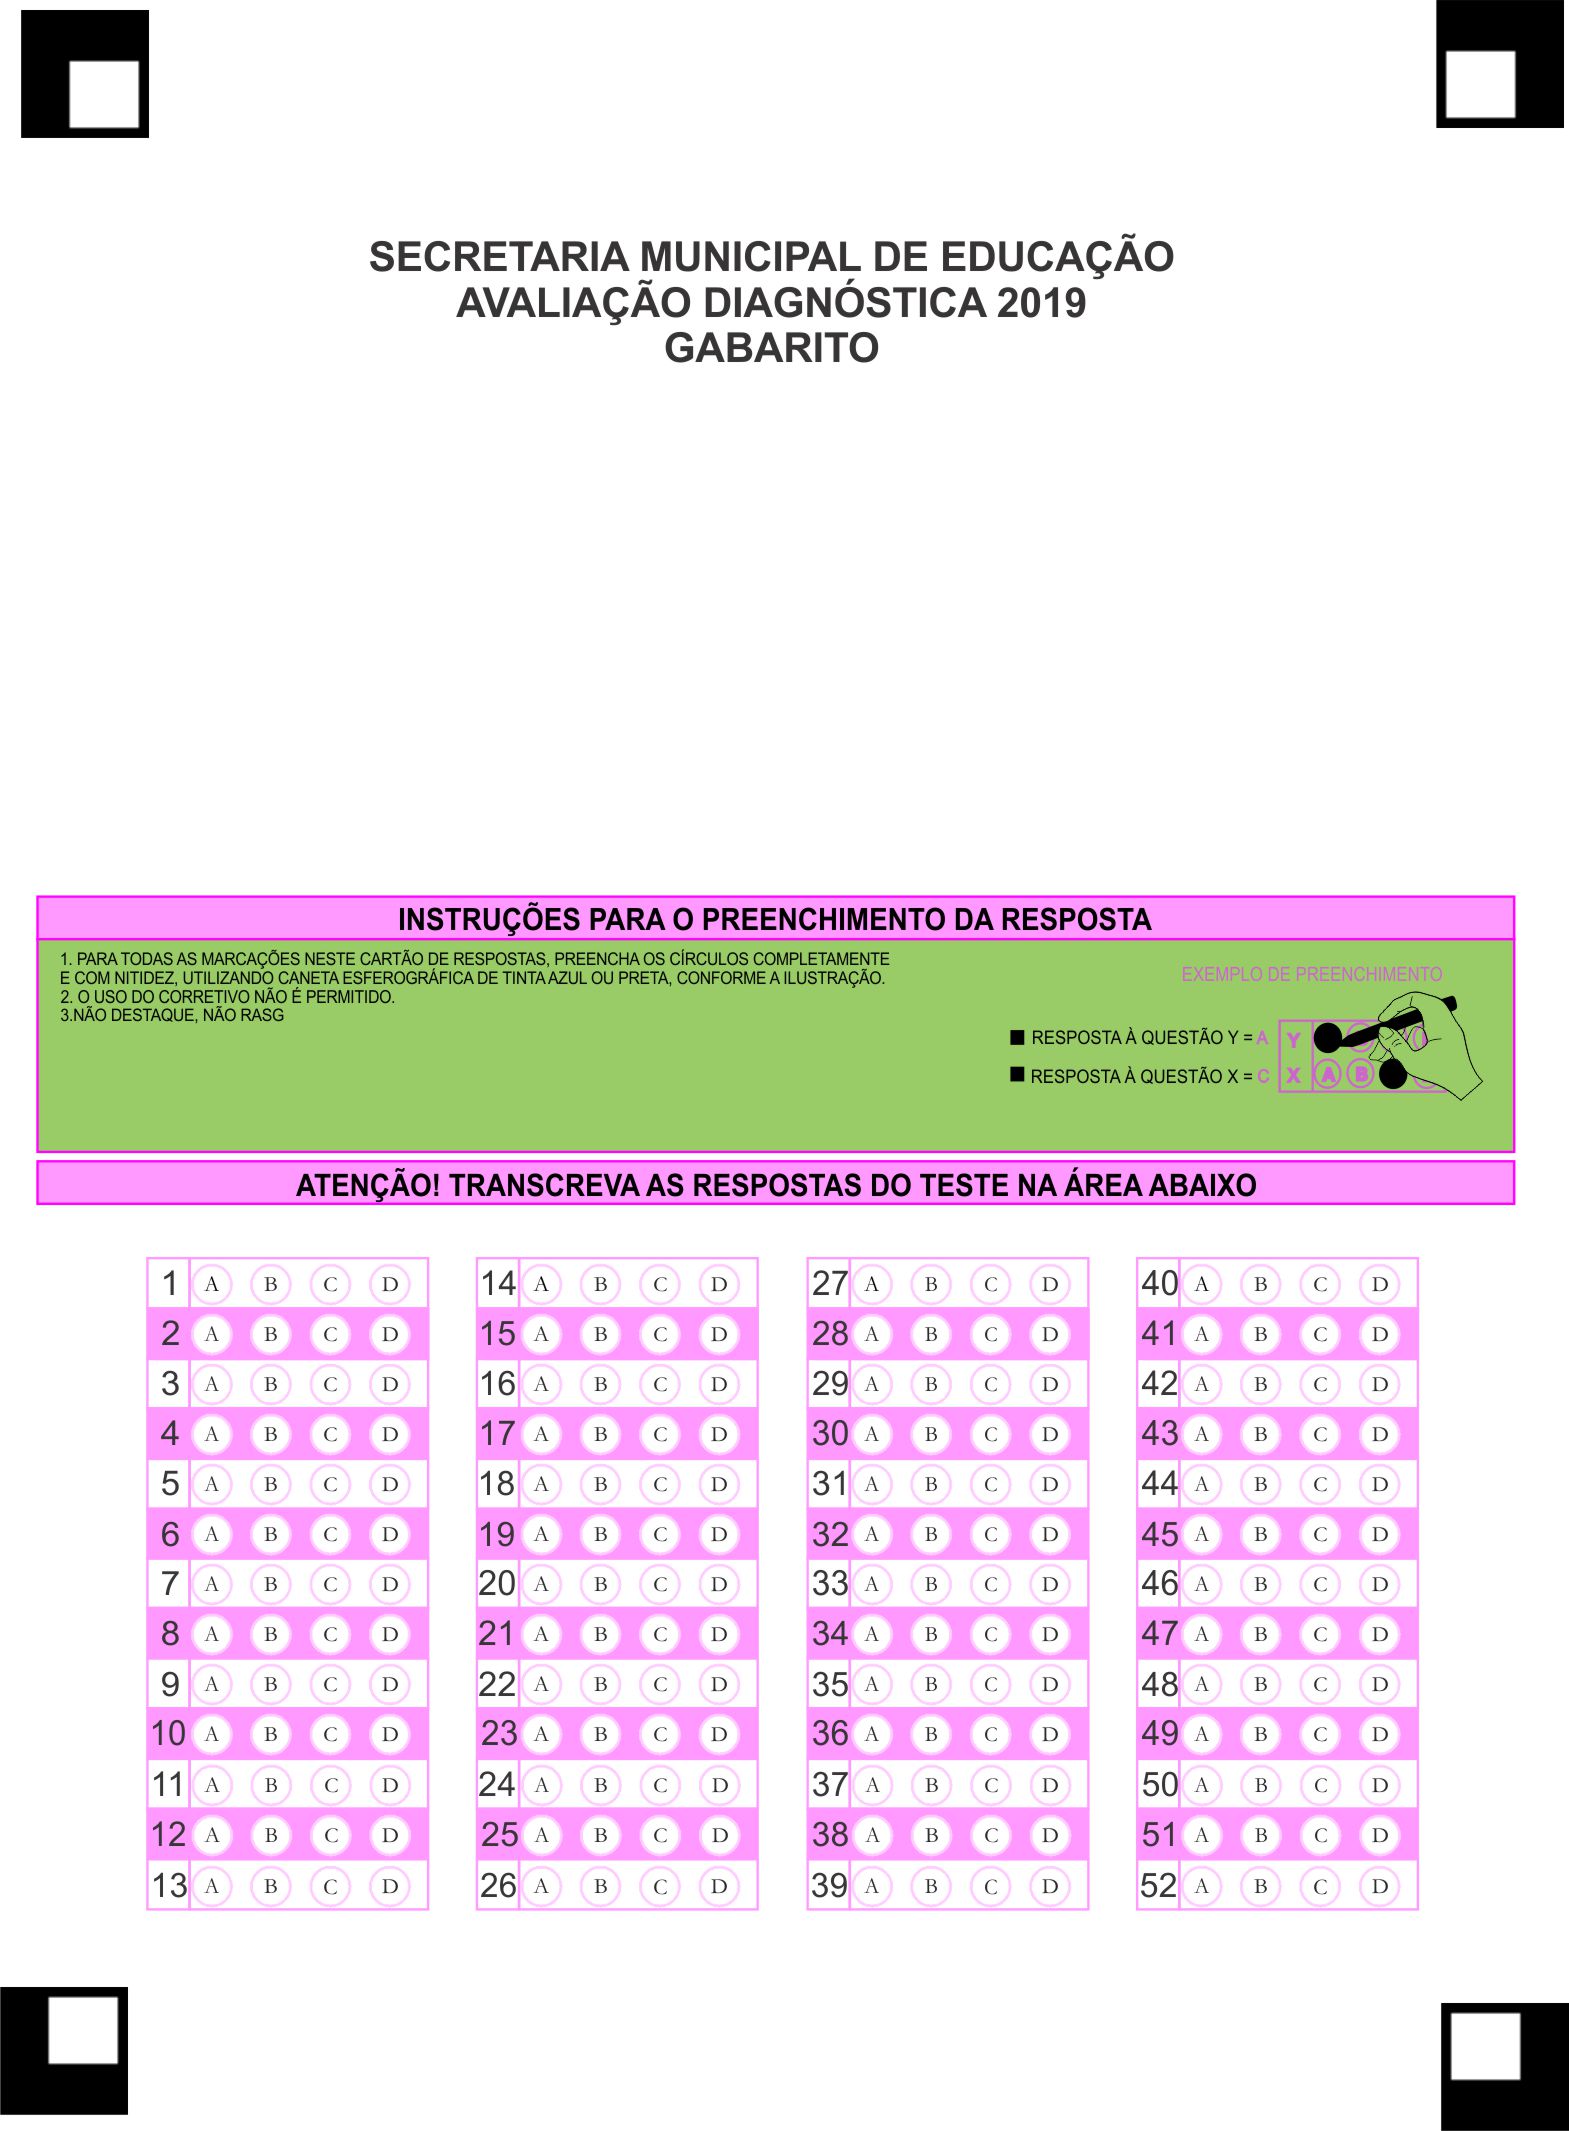 SECRETARIA MUNICIPAL DE EDUCAÇÃO
AVALIAÇÃO DIAGNÓSTICA 2019
GABARITO
INSTRUÇÕES PARA O PREENCHIMENTO DA RESPOSTA
1. PARA TODAS AS MARCAÇÕES NESTE CARTÃO DE RESPOSTAS, PREENCHA OS CÍRCULOS COMPLETAMENTE
E COM NITIDEZ, UTILIZANDO CANETA ESFEROGRÁFICA DE TINTA AZUL OU PRETA, CONFORME A ILUSTRAÇÃO.
2. O USO DO CORRETIVO NÃO É PERMITIDO.
3.NÃO DESTAQUE, NÃO RASG
EXEMPLO DE PREENCHIMENTO
RESPOSTA À QUESTÃO Y = A
Y
RESPOSTA À QUESTÃO X = C
X A B
ATENÇÃO! TRANSCREVA AS RESPOSTAS DO TESTE NA ÁREA ABAIXO
1 A B C D 14 A B C D 27 A B C D 40 A B C D
2 A B C D 15 A B C D 28 A B C D 41 A B C D
3 A B C D 16 A B C D 29 A B C D 42 A B C D
4 A B C D 17 A B C D 30 A B C D 43 A B C D
5 A B C D 18 A B C D 31 A B C D 44 A B C D
6 A B C D 19 A B C D 32 A B C D 45 A B C D
7 A B C D 20 A B C D 33 A B C D 46 A B C D
8 A B C D 21 A B C D 34 A B C D 47 A B C D
9 A B C D 22 A B C D 35 A B C D 48 A B C D
10 A B C D 23 A B C D 36 A B C D 49 A B C D
11 A B C D 24 A B C D 37 A B C D 50 A B C D
12 A B C D 25 A B C D 38 A B C D 51 A B C D
13 A B C D 26 A B C D 39 A B C D 52 A B C D